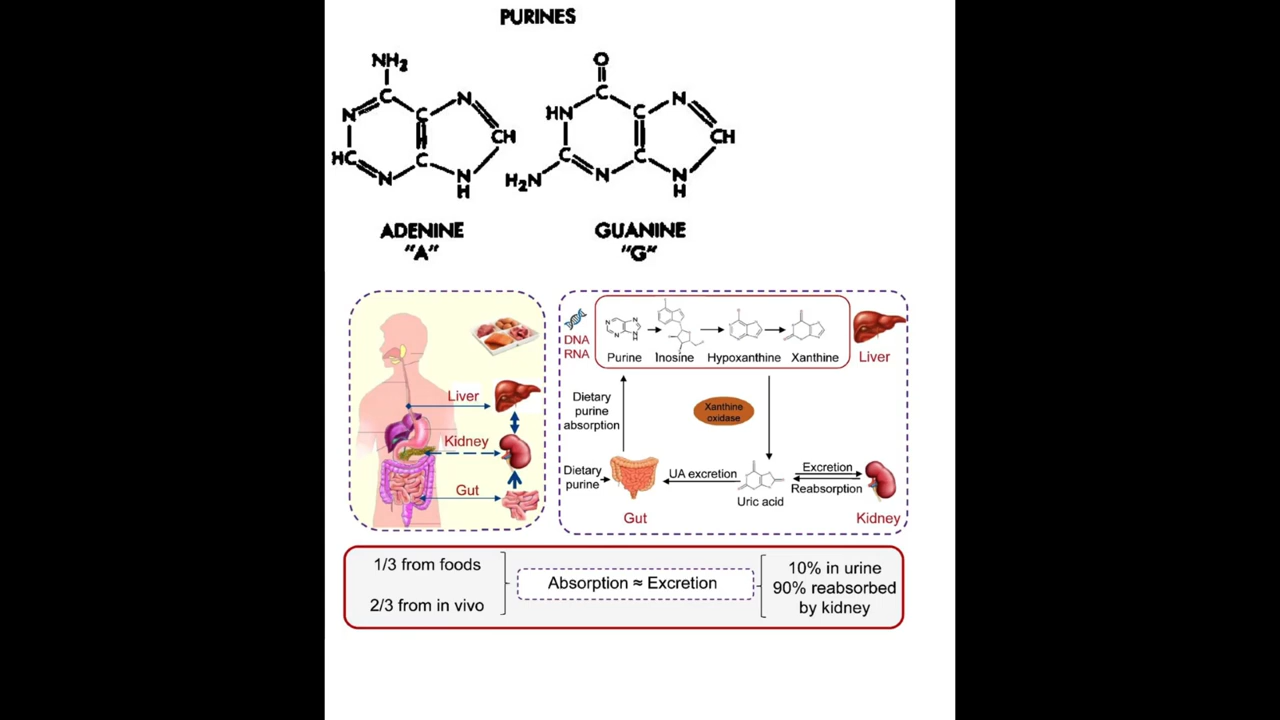 PURINES
NH2
N
C
C
N
CH
HC
N
C
N
H
ADENINE
"A"
O
C
HN
C
N
CH
C
H2N
N
C
N
H
GUANINE
"G"
Liver
Kidney
Gut
DNA
RNA
Purine
Inosine
Hypoxanthine
Xanthine
Liver
Dietary
purine
absorption
Xanthine
oxidase
Dietary
purine
UA excretion
Uric acid
Excretion
Reabsorption
Gut
Kidney
1/3 from foods
2/3 from in vivo
Absorption ≈ Excretion
10% in urine
90% reabsorbed
by kidney